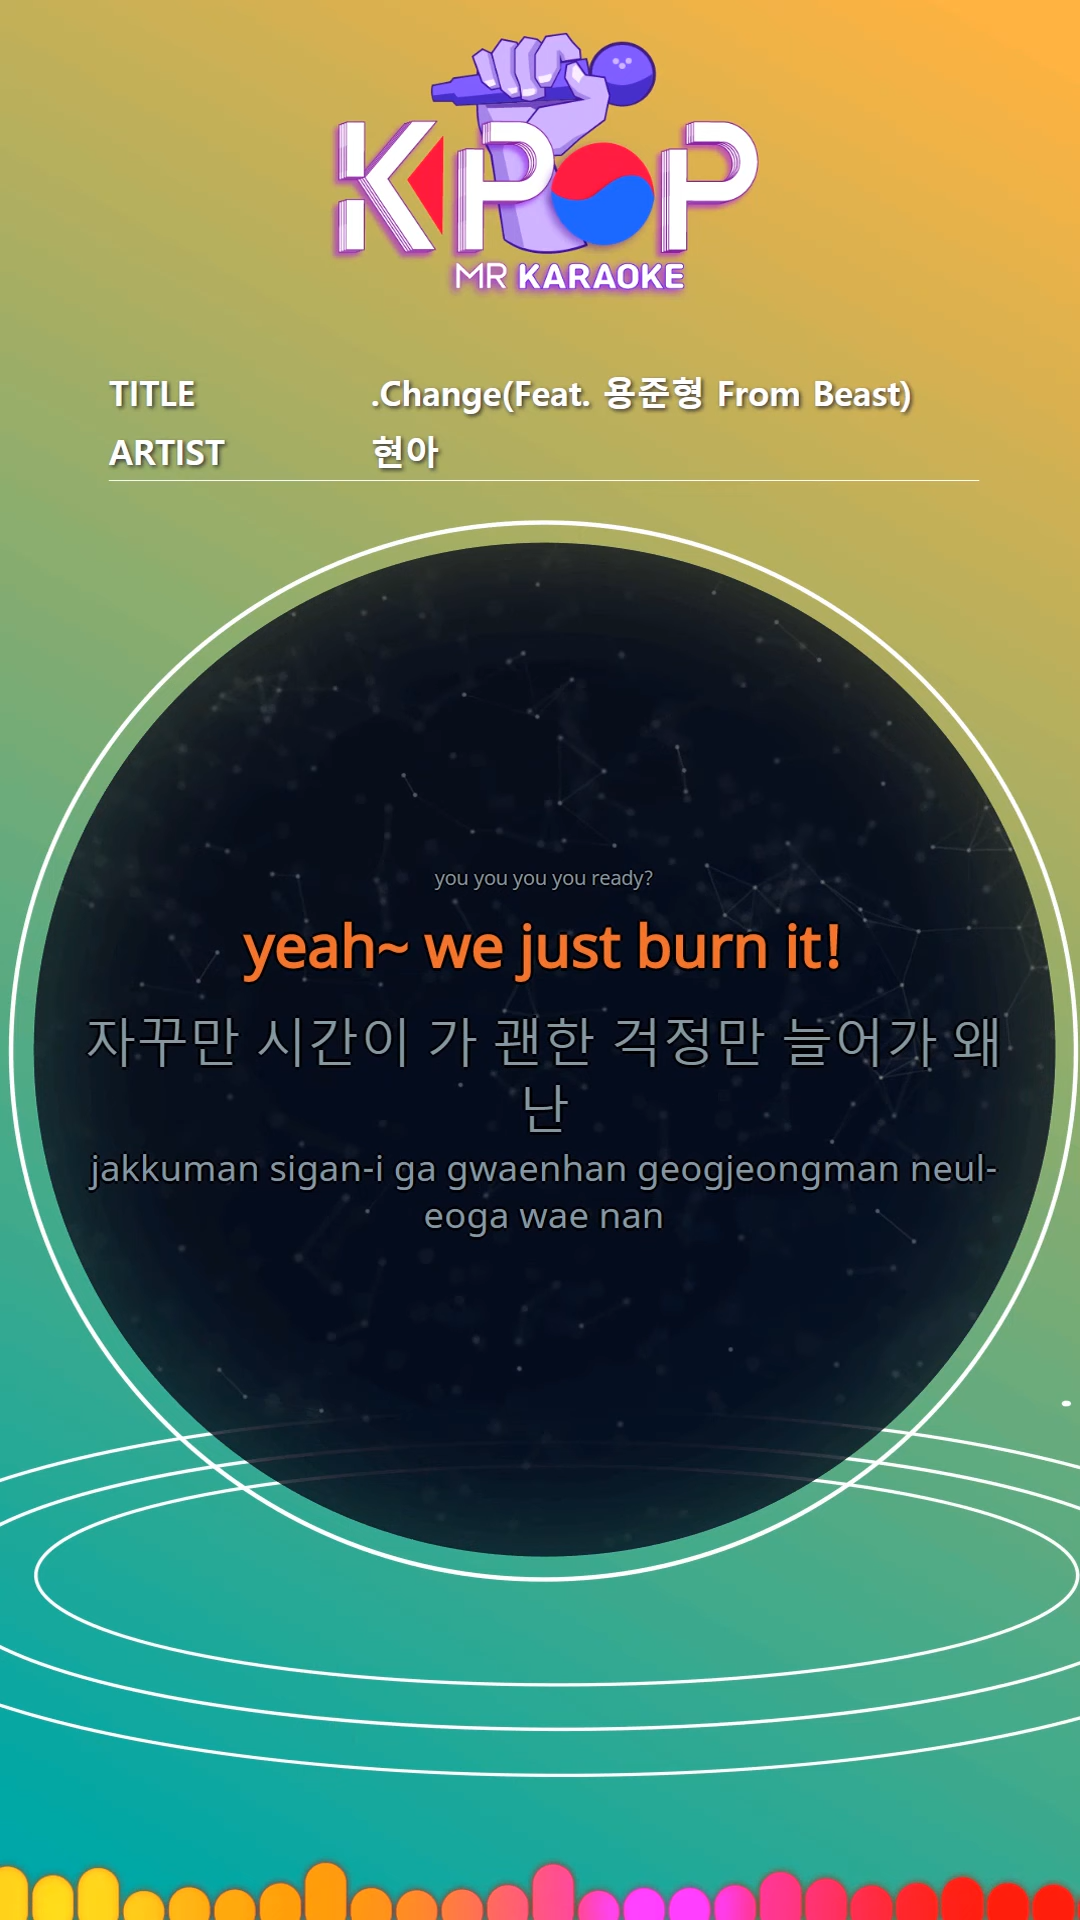 KPOP
MR KARAOKE
TITLE .Change(Feat. 용준형 From Beast)
ARTIST 현아
you you you you ready?
yeah~ we just burn it!
자꾸만 시간이 가 괜한 걱정만 늘어가 왜
난
jakkuman sigan-i ga gwaenhan geogjeongman neul-
eoga wae nan